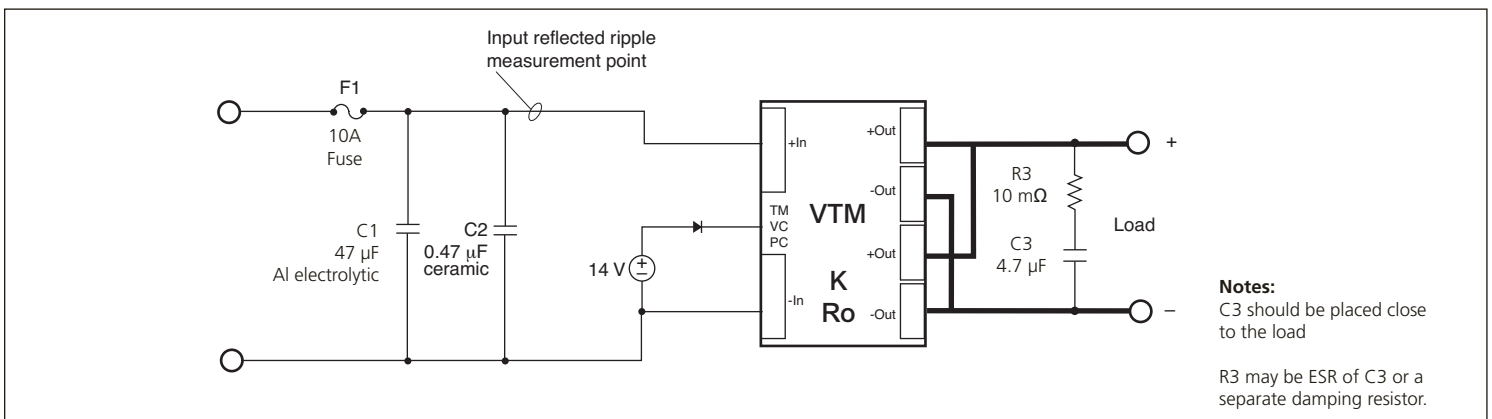 Input reflected ripple
measurement point
F1
10A
Fuse
C1
47 µF
Al electrolytic
C2
0.47 µF
ceramic
14 V
+
−
+In
TM
VC
PC
-In
VTM
K
Ro
+Out
-Out
+Out
-Out
R3
10 mΩ
C3
4.7 µF
+
Load
–
Notes:
C3 should be placed close
to the load
R3 may be ESR of C3 or a
separate damping resistor.